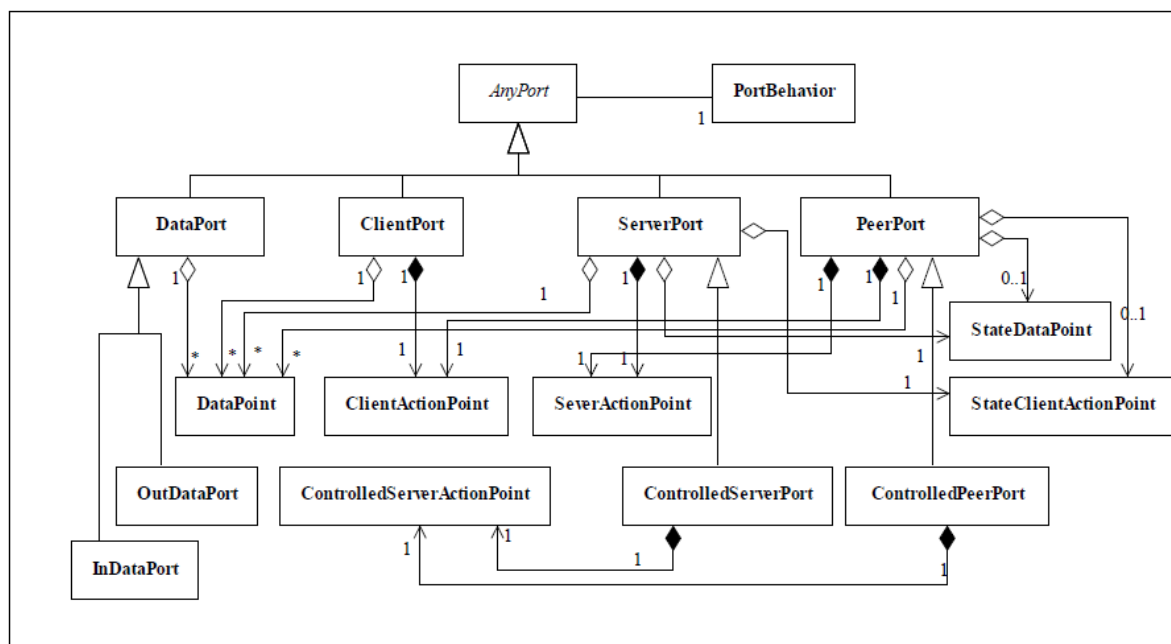 AnyPort
PortBehavior
1
DataPort
ClientPort
ServerPort
PeerPort
1
1
1
1
1
1
1
1
0..1
0..1
StateDataPoint
*
*
*
*
1
1
1
1
1
1
DataPoint
ClientActionPoint
SeverActionPoint
StateClientActionPoint
OutDataPort
ControlledServerActionPoint
ControlledServerPort
ControlledPeerPort
1
1
1
1
InDataPort